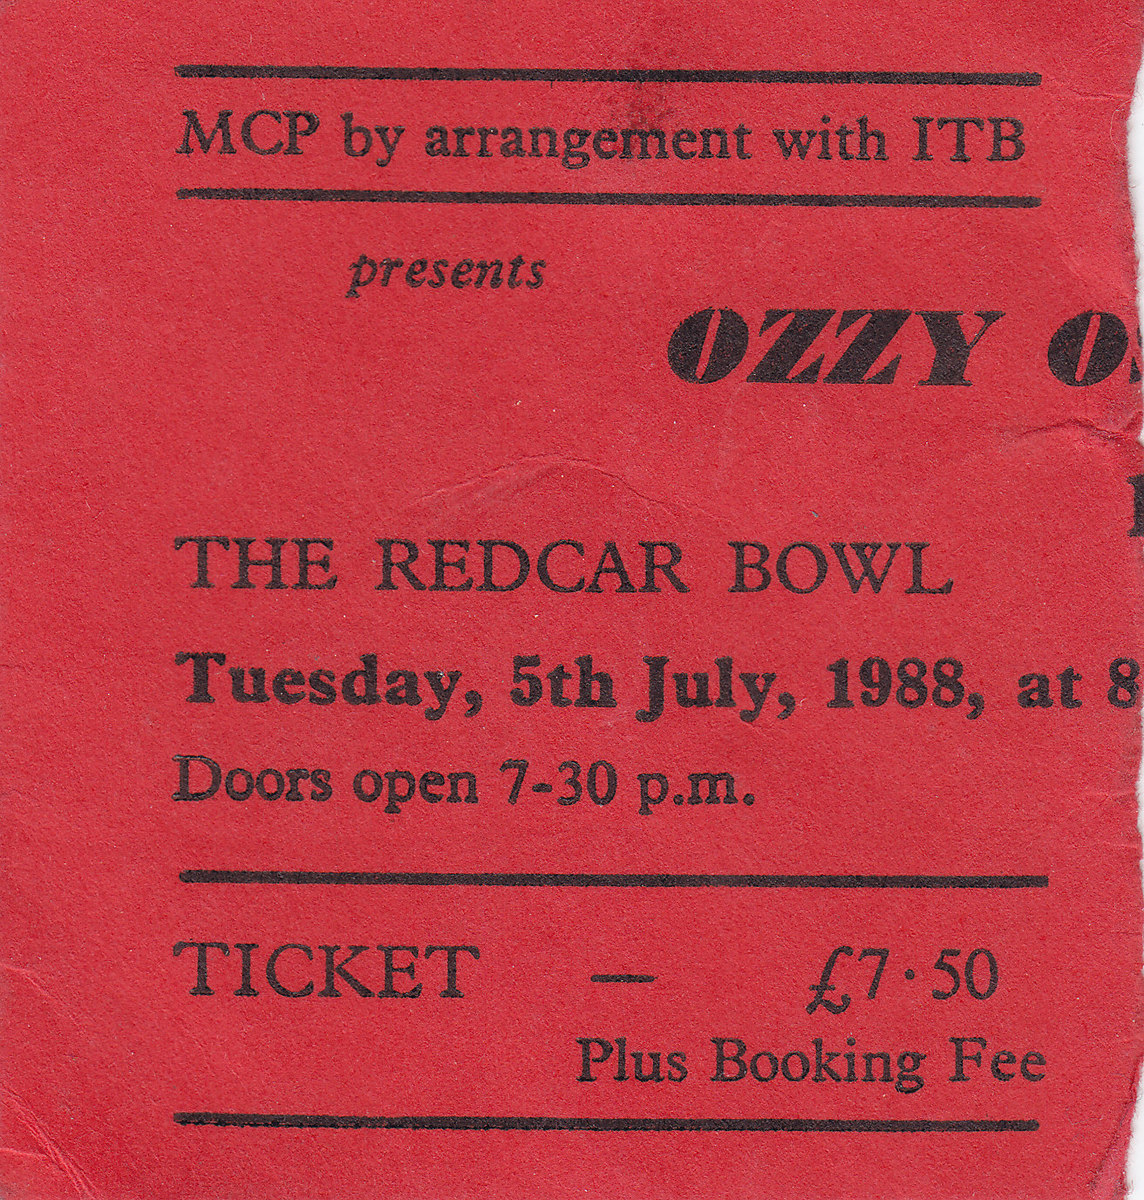 MCP by arrangement with ITB
presents
OZZY O
THE REDCAR BOWL
Tuesday, 5th July, 1988, at 8
Doors open 7-30 p.m.
TICKET — £7·50
Plus Booking Fee